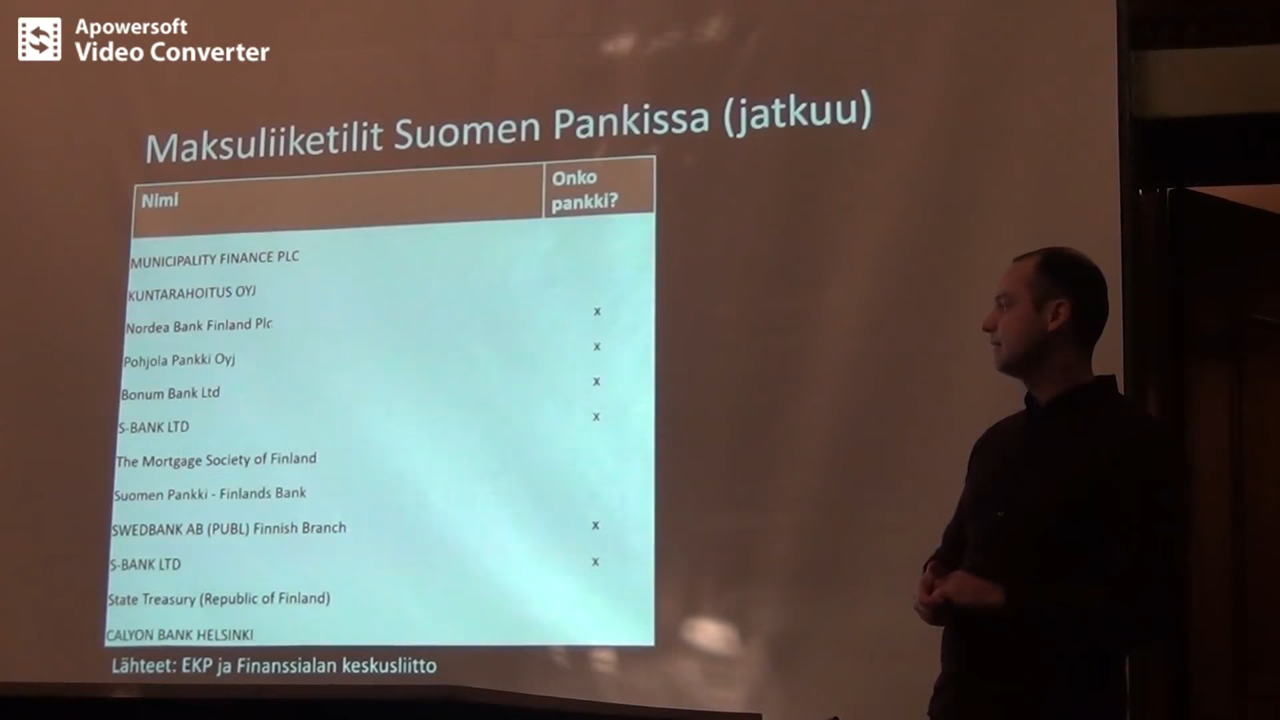 Apowersoft
Video Converter
Maksuliiketilit Suomen Pankissa (jatkuu)
Nimi
Onko
pankki?
MUNICIPALITY FINANCE PLC
KUNTARAHOITUS OYJ
Nordea Bank Finland Plc x
Pohjola Pankki Oyj x
Bonum Bank Ltd x
S-BANK LTD x
The Mortgage Society of Finland
Suomen Pankki - Finlands Bank
SWEDBANK AB (PUBL) Finnish Branch x
S-BANK LTD x
State Treasury (Republic of Finland)
CALYON BANK HELSINKI
Lähteet: EKP ja Finanssialan keskusliitto